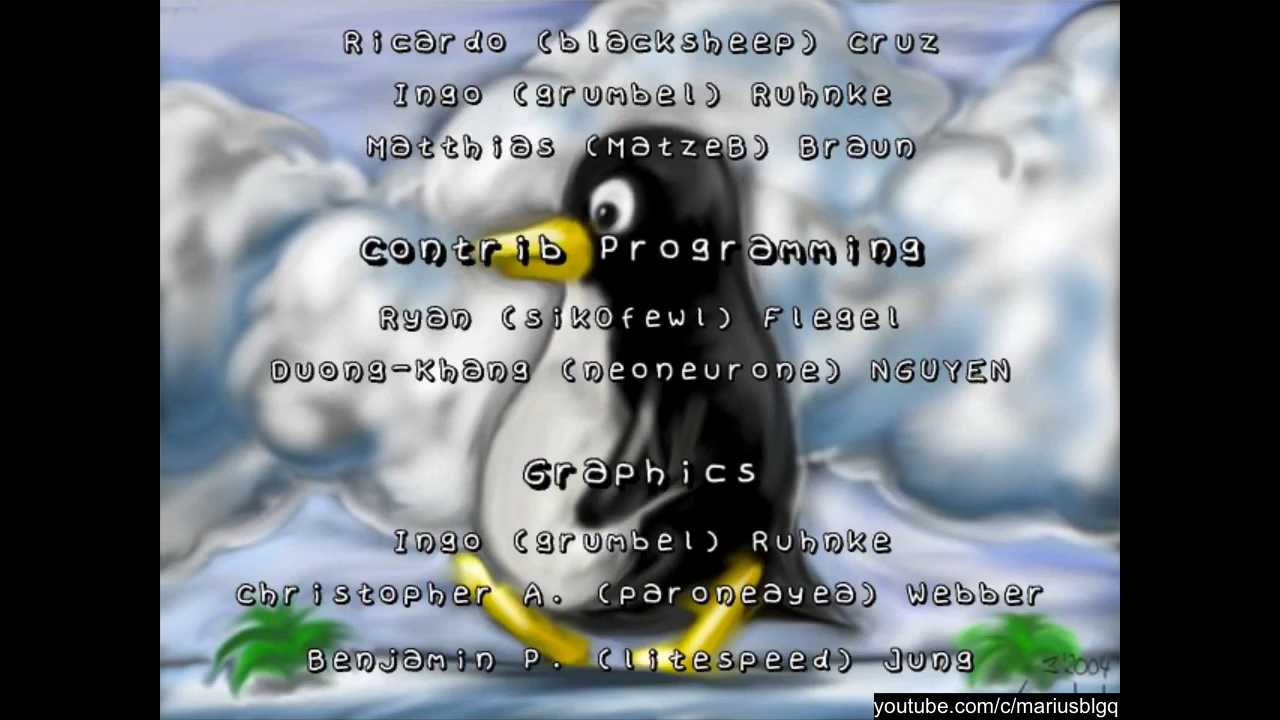 Ricardo (blacksheep) Cruz
Ingo (grumbel) Ruhnke
Matthias (MatzeB) Braun
Contrib Programming
Ryan (sik0fewl) Flegel
Duong-Khang (neoneurone) NGUYEN
Graphics
Ingo (grumbel) Ruhnke
Christopher A. (paroneayea) Webber
Benjamin P. (litespeed) Jung
2004
youtube.com/c/mariusblgq